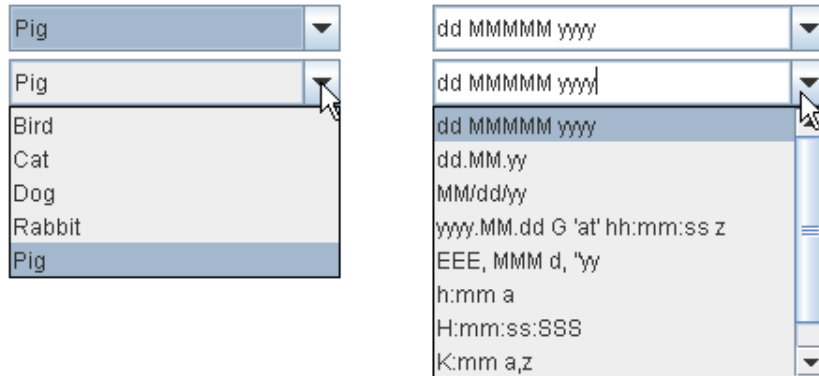 Pig
Pig
Bird
Cat
Dog
Rabbit
Pig
dd MMMMM yyyy
dd MMMMM yyyy
dd MMMMM yyyy
dd.MM.yy
MM/dd/yy
yyyy.MM.dd G 'at' hh:mm:ss z
EEE, MMM d, ''yy
h:mm a
H:mm:ss:SSS
K:mm a,z